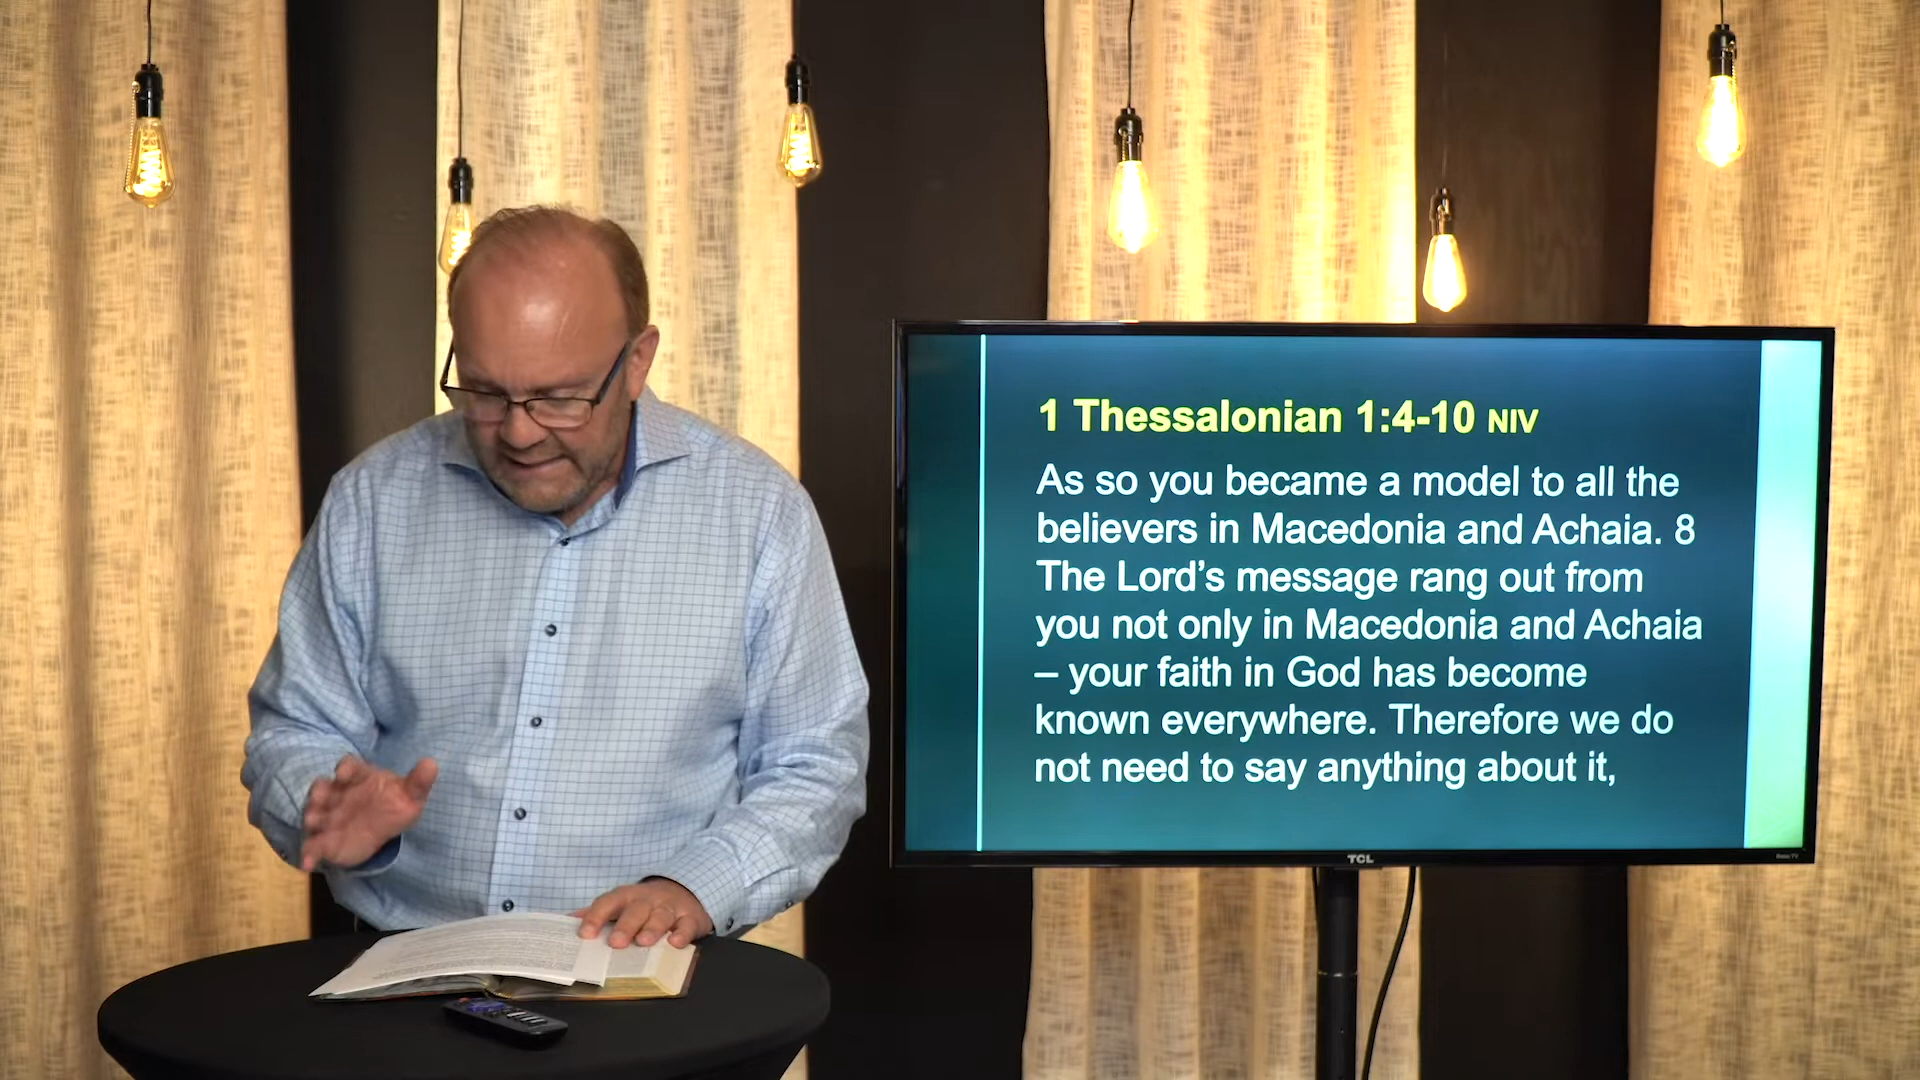 1 Thessalonian 1:4-10 NIV
As so you became a model to all the
believers in Macedonia and Achaia. 8
The Lord's message rang out from
you not only in Macedonia and Achaia
– your faith in God has become
known everywhere. Therefore we do
not need to say anything about it,
TCL